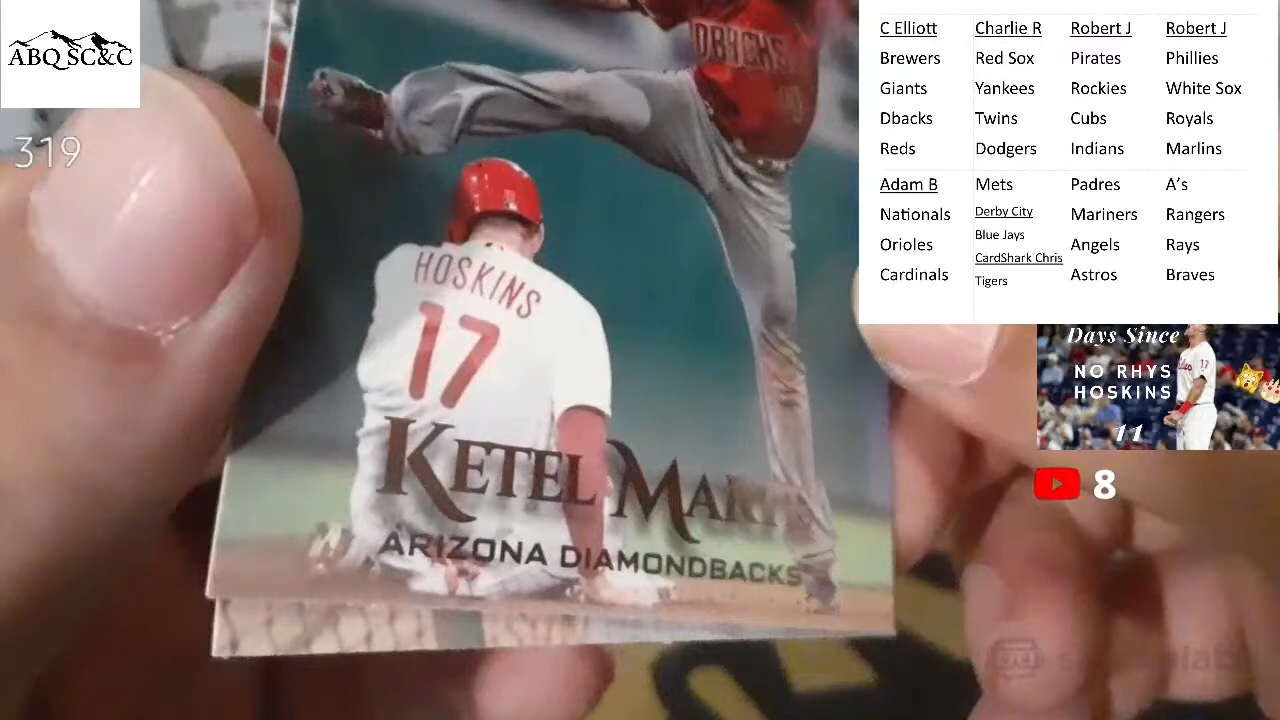 ABQ SC&C
319
DBACKS
HOSKINS
17
KETEL MARTE
ARIZONA DIAMONDBACKS
C Elliott
Brewers
Giants
Dbacks
Reds
Adam B
Nationals
Orioles
Cardinals
Charlie R
Red Sox
Yankees
Twins
Dodgers
Mets
Derby City
Blue Jays
CardShark Chris
Tigers
Robert J
Pirates
Rockies
Cubs
Indians
Padres
Mariners
Angels
Astros
Robert J
Phillies
White Sox
Royals
Marlins
A's
Rangers
Rays
Braves
Days Since
NO RHYS
HOSKINS
11
17
8